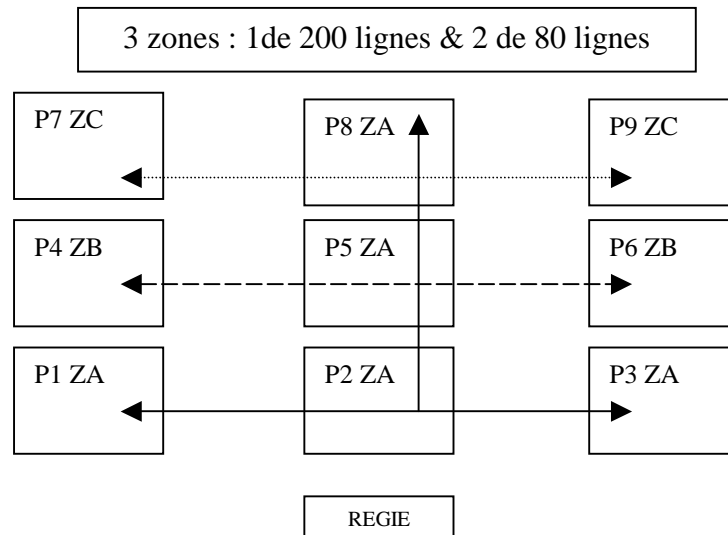 3 zones : 1de 200 lignes & 2 de 80 lignes
P7 ZC
P8 ZA
P9 ZC
P4 ZB
P5 ZA
P6 ZB
P1 ZA
P2 ZA
P3 ZA
REGIE